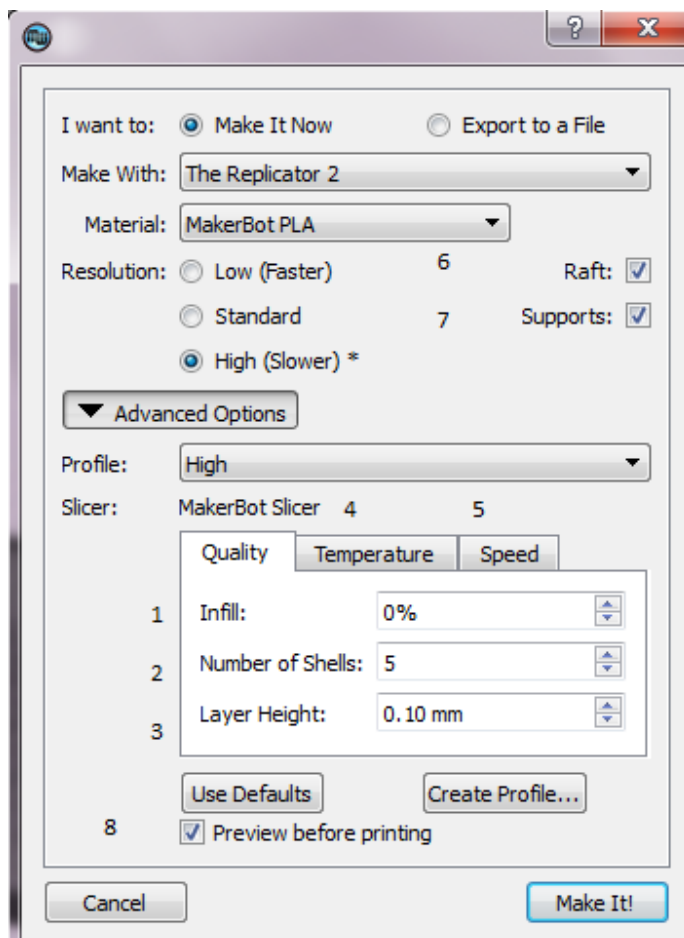 ?
I want to: Make It Now Export to a File
Make With: The Replicator 2
Material: MakerBot PLA
Resolution: Low (Faster) 6 Raft:
Standard 7 Supports:
High (Slower) *
Advanced Options
Profile: High
Slicer: MakerBot Slicer 4 5
Quality Temperature Speed
1 Infill: 0%
2 Number of Shells: 5
3 Layer Height: 0.10 mm
Use Defaults Create Profile...
8 Preview before printing
Cancel Make It!